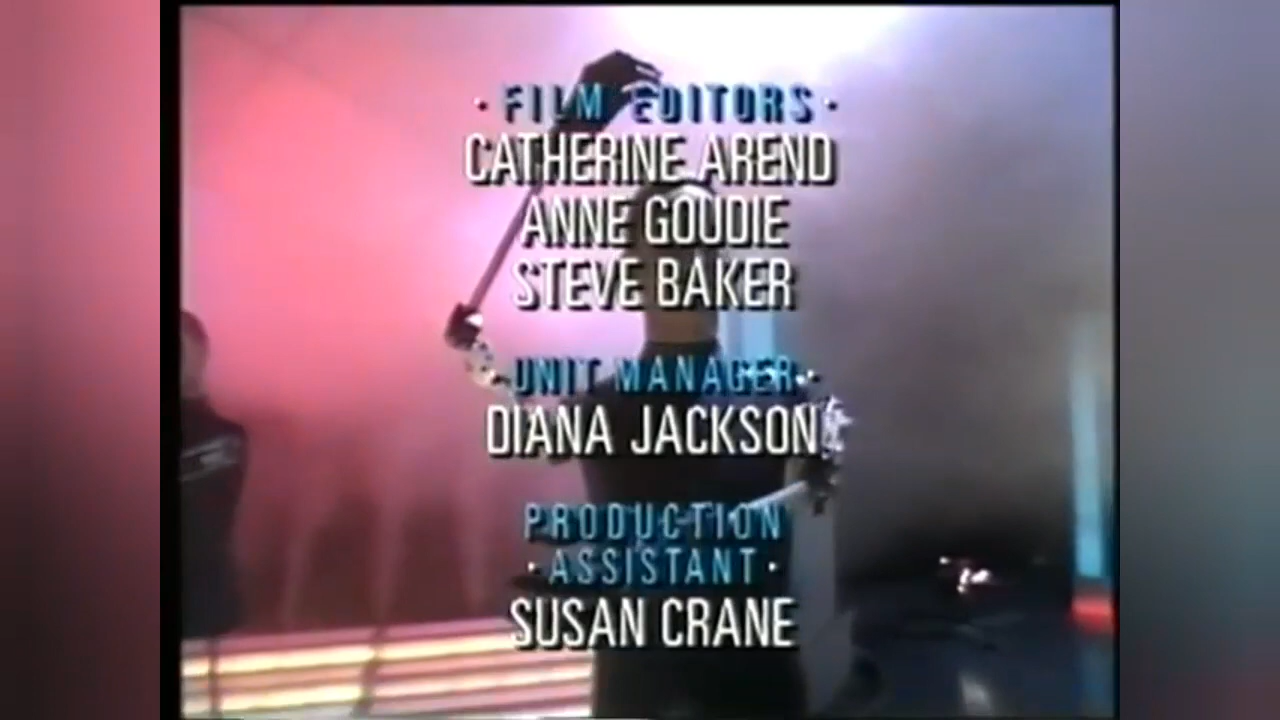 · FILM EDITORS ·
CATHERINE AREND
ANNE GOUDIE
STEVE BAKER
· UNIT MANAGER ·
DIANA JACKSON
PRODUCTION
· ASSISTANT ·
SUSAN CRANE